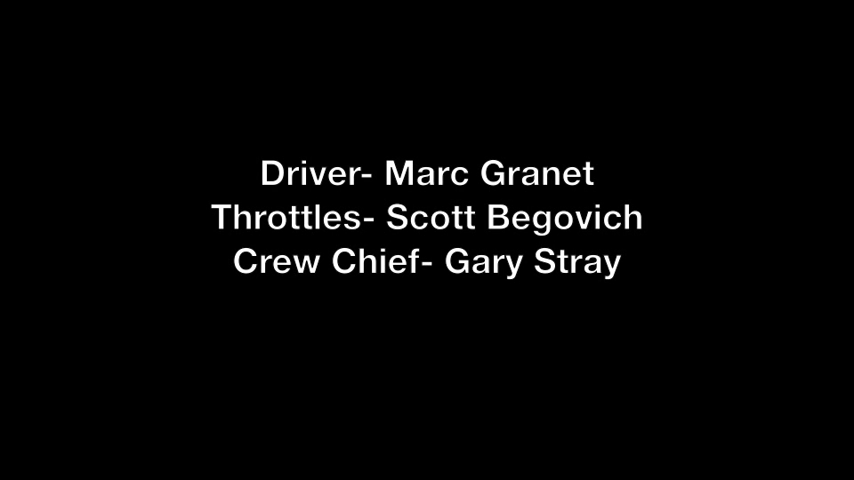 Driver- Marc Granet
Throttles- Scott Begovich
Crew Chief- Gary Stray